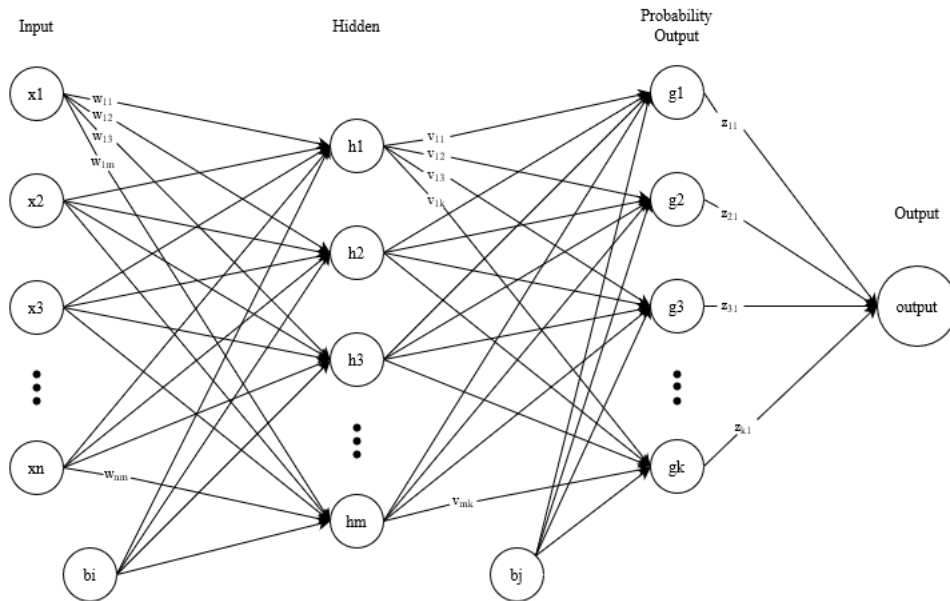 Input
Hidden
Probability
Output
Output
x1
x2
x3
xn
bi
w11
w12
w13
w1m
wnm
h1
h2
h3
hm
bj
v11
v12
v13
v1k
vmk
g1
g2
g3
gk
z11
z21
z31
zk1
output